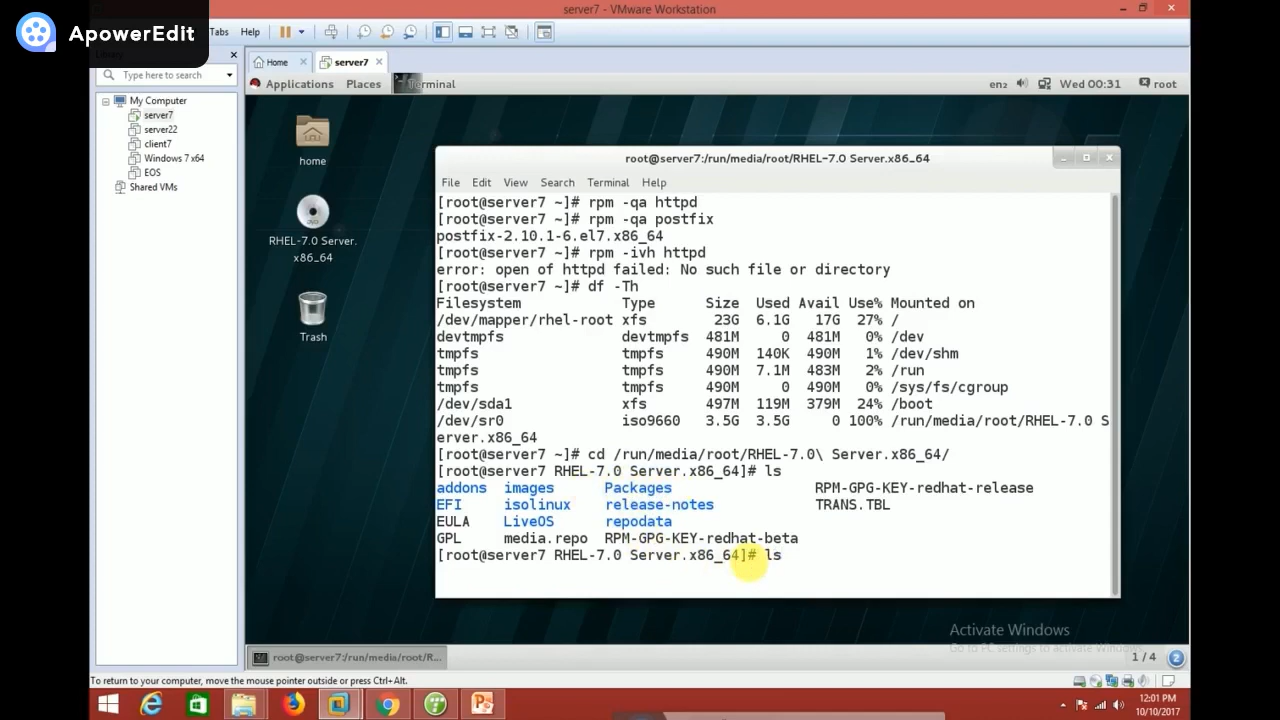 server7 - VMware Workstation
ApowerEdit
Tabs Help
Type here to search
Home
server7
My Computer
server7
server22
client7
Windows 7 x64
EOS
Shared VMs
Applications Places Terminal
en2 Wed 00:31 root
home
RHEL-7.0 Server.
x86_64
Trash
root@server7:/run/media/root/RHEL-7.0 Server.x86_64
File Edit View Search Terminal Help
[root@server7 ~]# rpm -qa httpd
[root@server7 ~]# rpm -qa postfix
postfix-2.10.1-6.el7.x86_64
[root@server7 ~]# rpm -ivh httpd
error: open of httpd failed: No such file or directory
[root@server7 ~]# df -Th
Filesystem Type Size Used Avail Use% Mounted on
/dev/mapper/rhel-root xfs 23G 6.1G 17G 27% /
devtmpfs devtmpfs 481M 0 481M 0% /dev
tmpfs tmpfs 490M 140K 490M 1% /dev/shm
tmpfs tmpfs 490M 7.1M 483M 2% /run
tmpfs tmpfs 490M 0 490M 0% /sys/fs/cgroup
/dev/sda1 xfs 497M 119M 379M 24% /boot
/dev/sr0 iso9660 3.5G 3.5G 0 100% /run/media/root/RHEL-7.0 S
erver.x86_64
[root@server7 ~]# cd /run/media/root/RHEL-7.0\ Server.x86_64/
[root@server7 RHEL-7.0 Server.x86_64]# ls
addons images Packages RPM-GPG-KEY-redhat-release
EFI isolinux release-notes TRANS.TBL
EULA LiveOS repodata
GPL media.repo RPM-GPG-KEY-redhat-beta
[root@server7 RHEL-7.0 Server.x86_64]# ls
Activate Windows
Go to PC settings to activate Windows.
root@server7:/run/media/root/R...
1 / 4 2
To return to your computer, move the mouse pointer outside or press Ctrl+Alt.
12:01 PM
10/10/2017